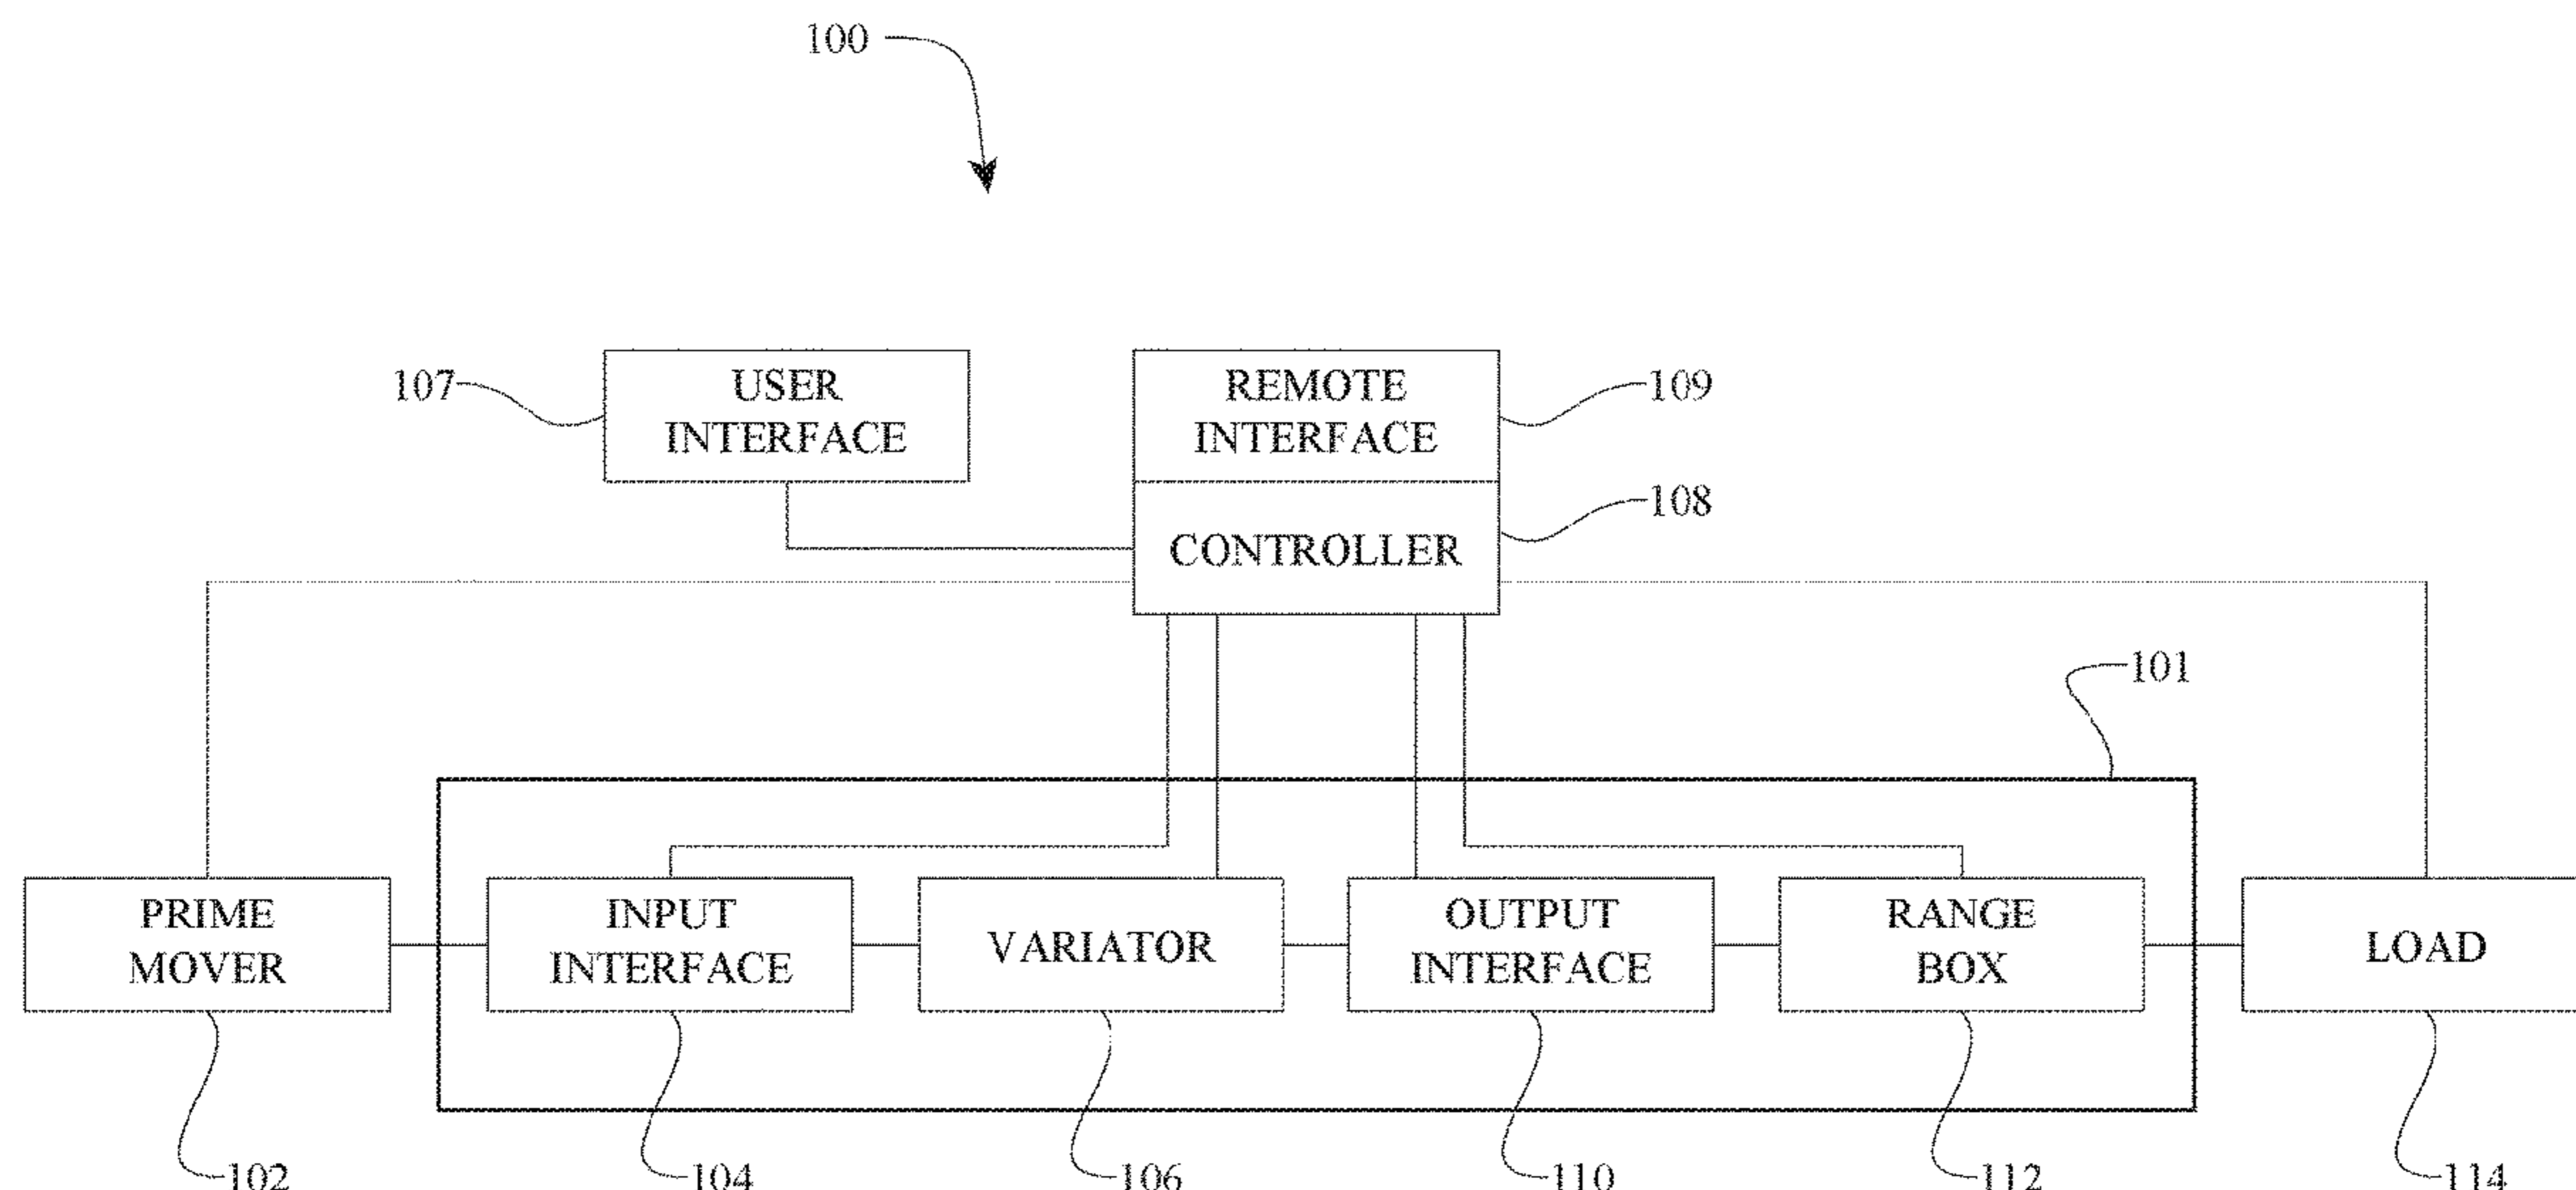 100
USER
INTERFACE
107
REMOTE
INTERFACE
109
CONTROLLER
108
101
PRIME
MOVER
INPUT
INTERFACE
VARIATOR
OUTPUT
INTERFACE
RANGE
BOX
LOAD
102
104
106
110
112
114